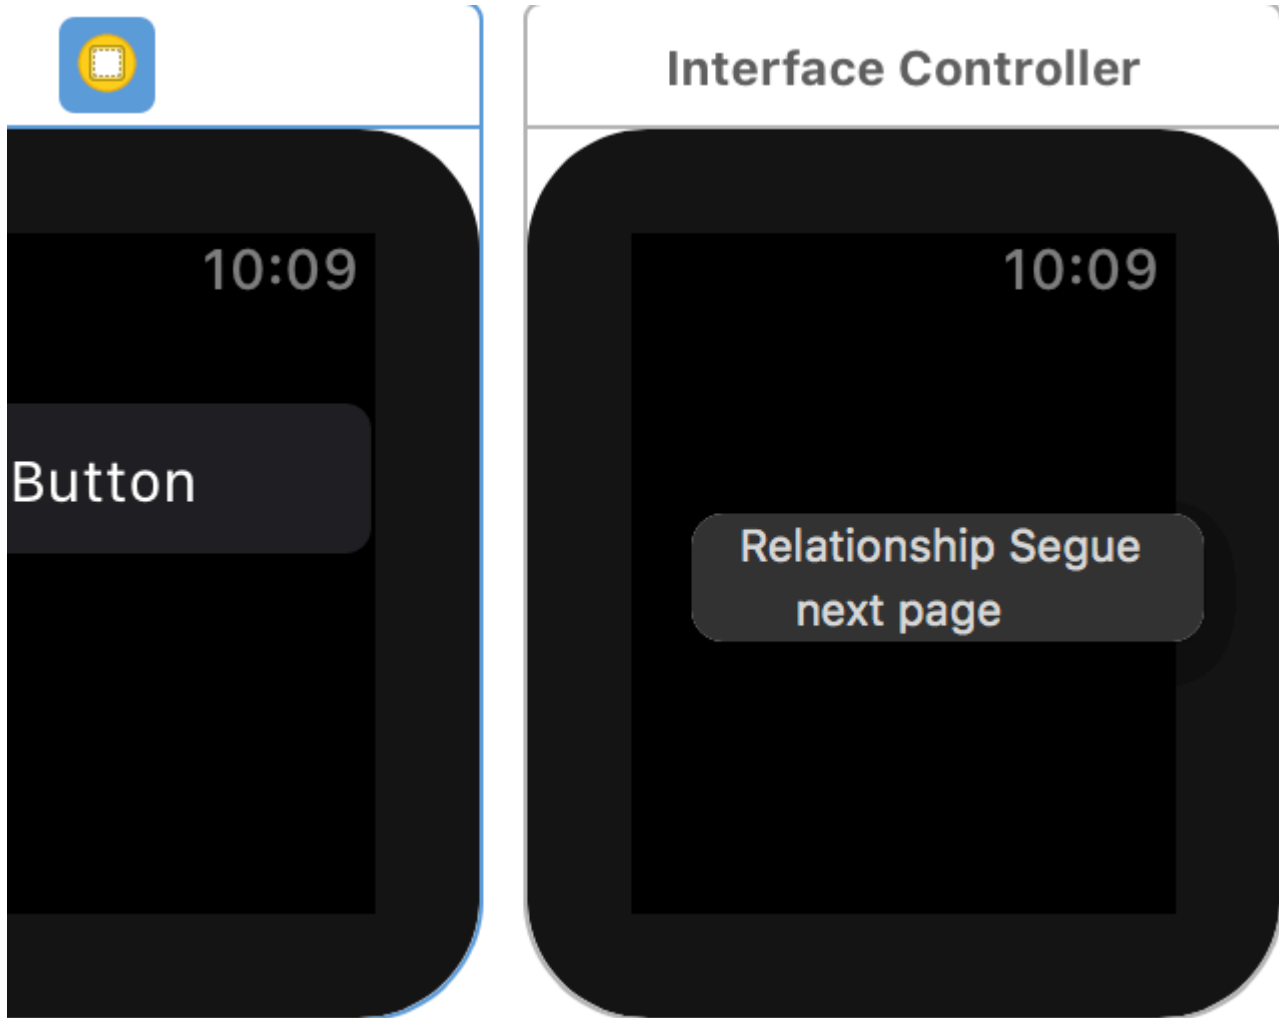 Interface Controller
10:09
10:09
Button
Relationship Segue
next page